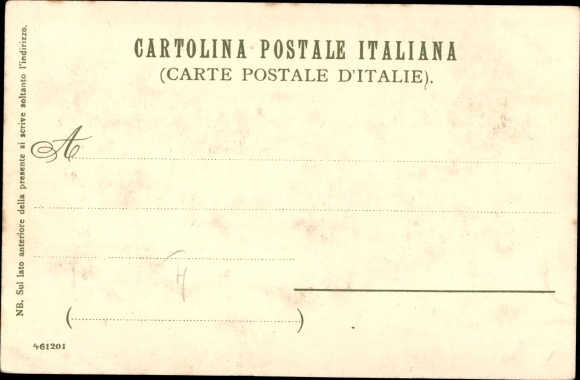 CARTOLINA POSTALE ITALIANA
(CARTE POSTALE D'ITALIE).
A
( )
461201
NB. Sul lato anteriore della presente si scrive soltanto l'indirizzo.